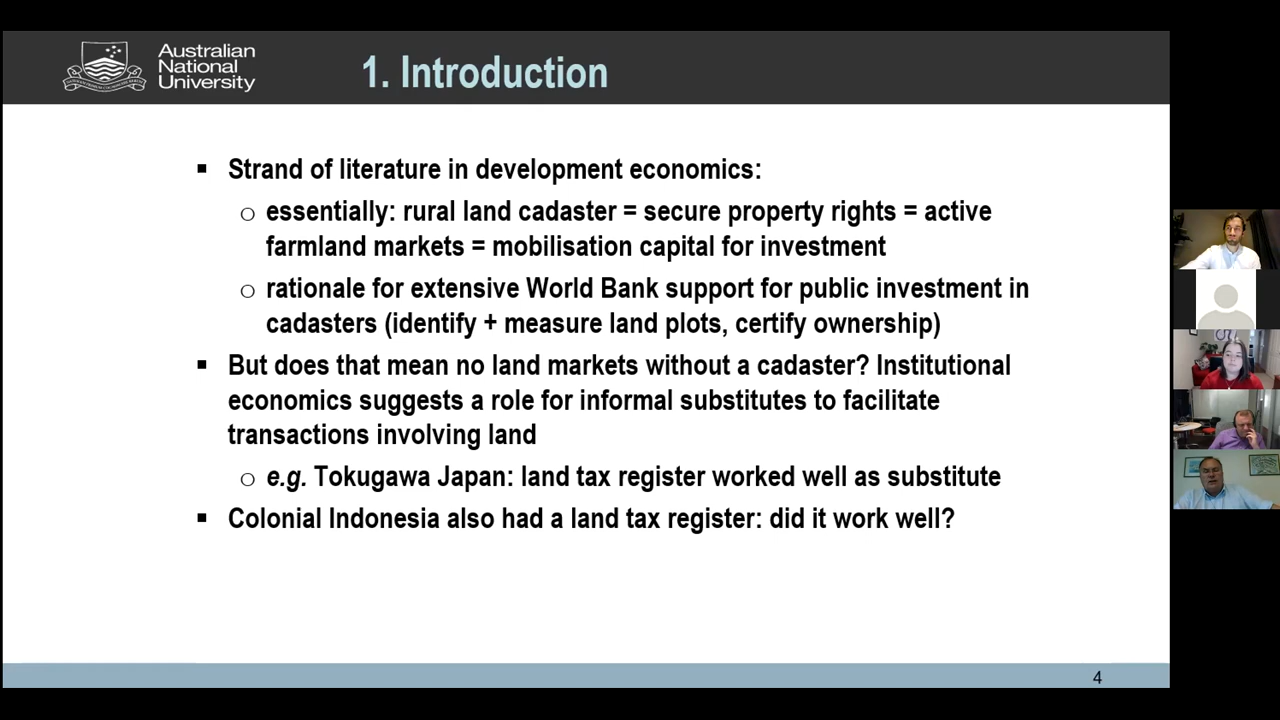 Australian
National
University
1. Introduction
▪ Strand of literature in development economics:
o essentially: rural land cadaster = secure property rights = active
farmland markets = mobilisation capital for investment
o rationale for extensive World Bank support for public investment in
cadasters (identify + measure land plots, certify ownership)
▪ But does that mean no land markets without a cadaster? Institutional
economics suggests a role for informal substitutes to facilitate
transactions involving land
o e.g. Tokugawa Japan: land tax register worked well as substitute
▪ Colonial Indonesia also had a land tax register: did it work well?
4